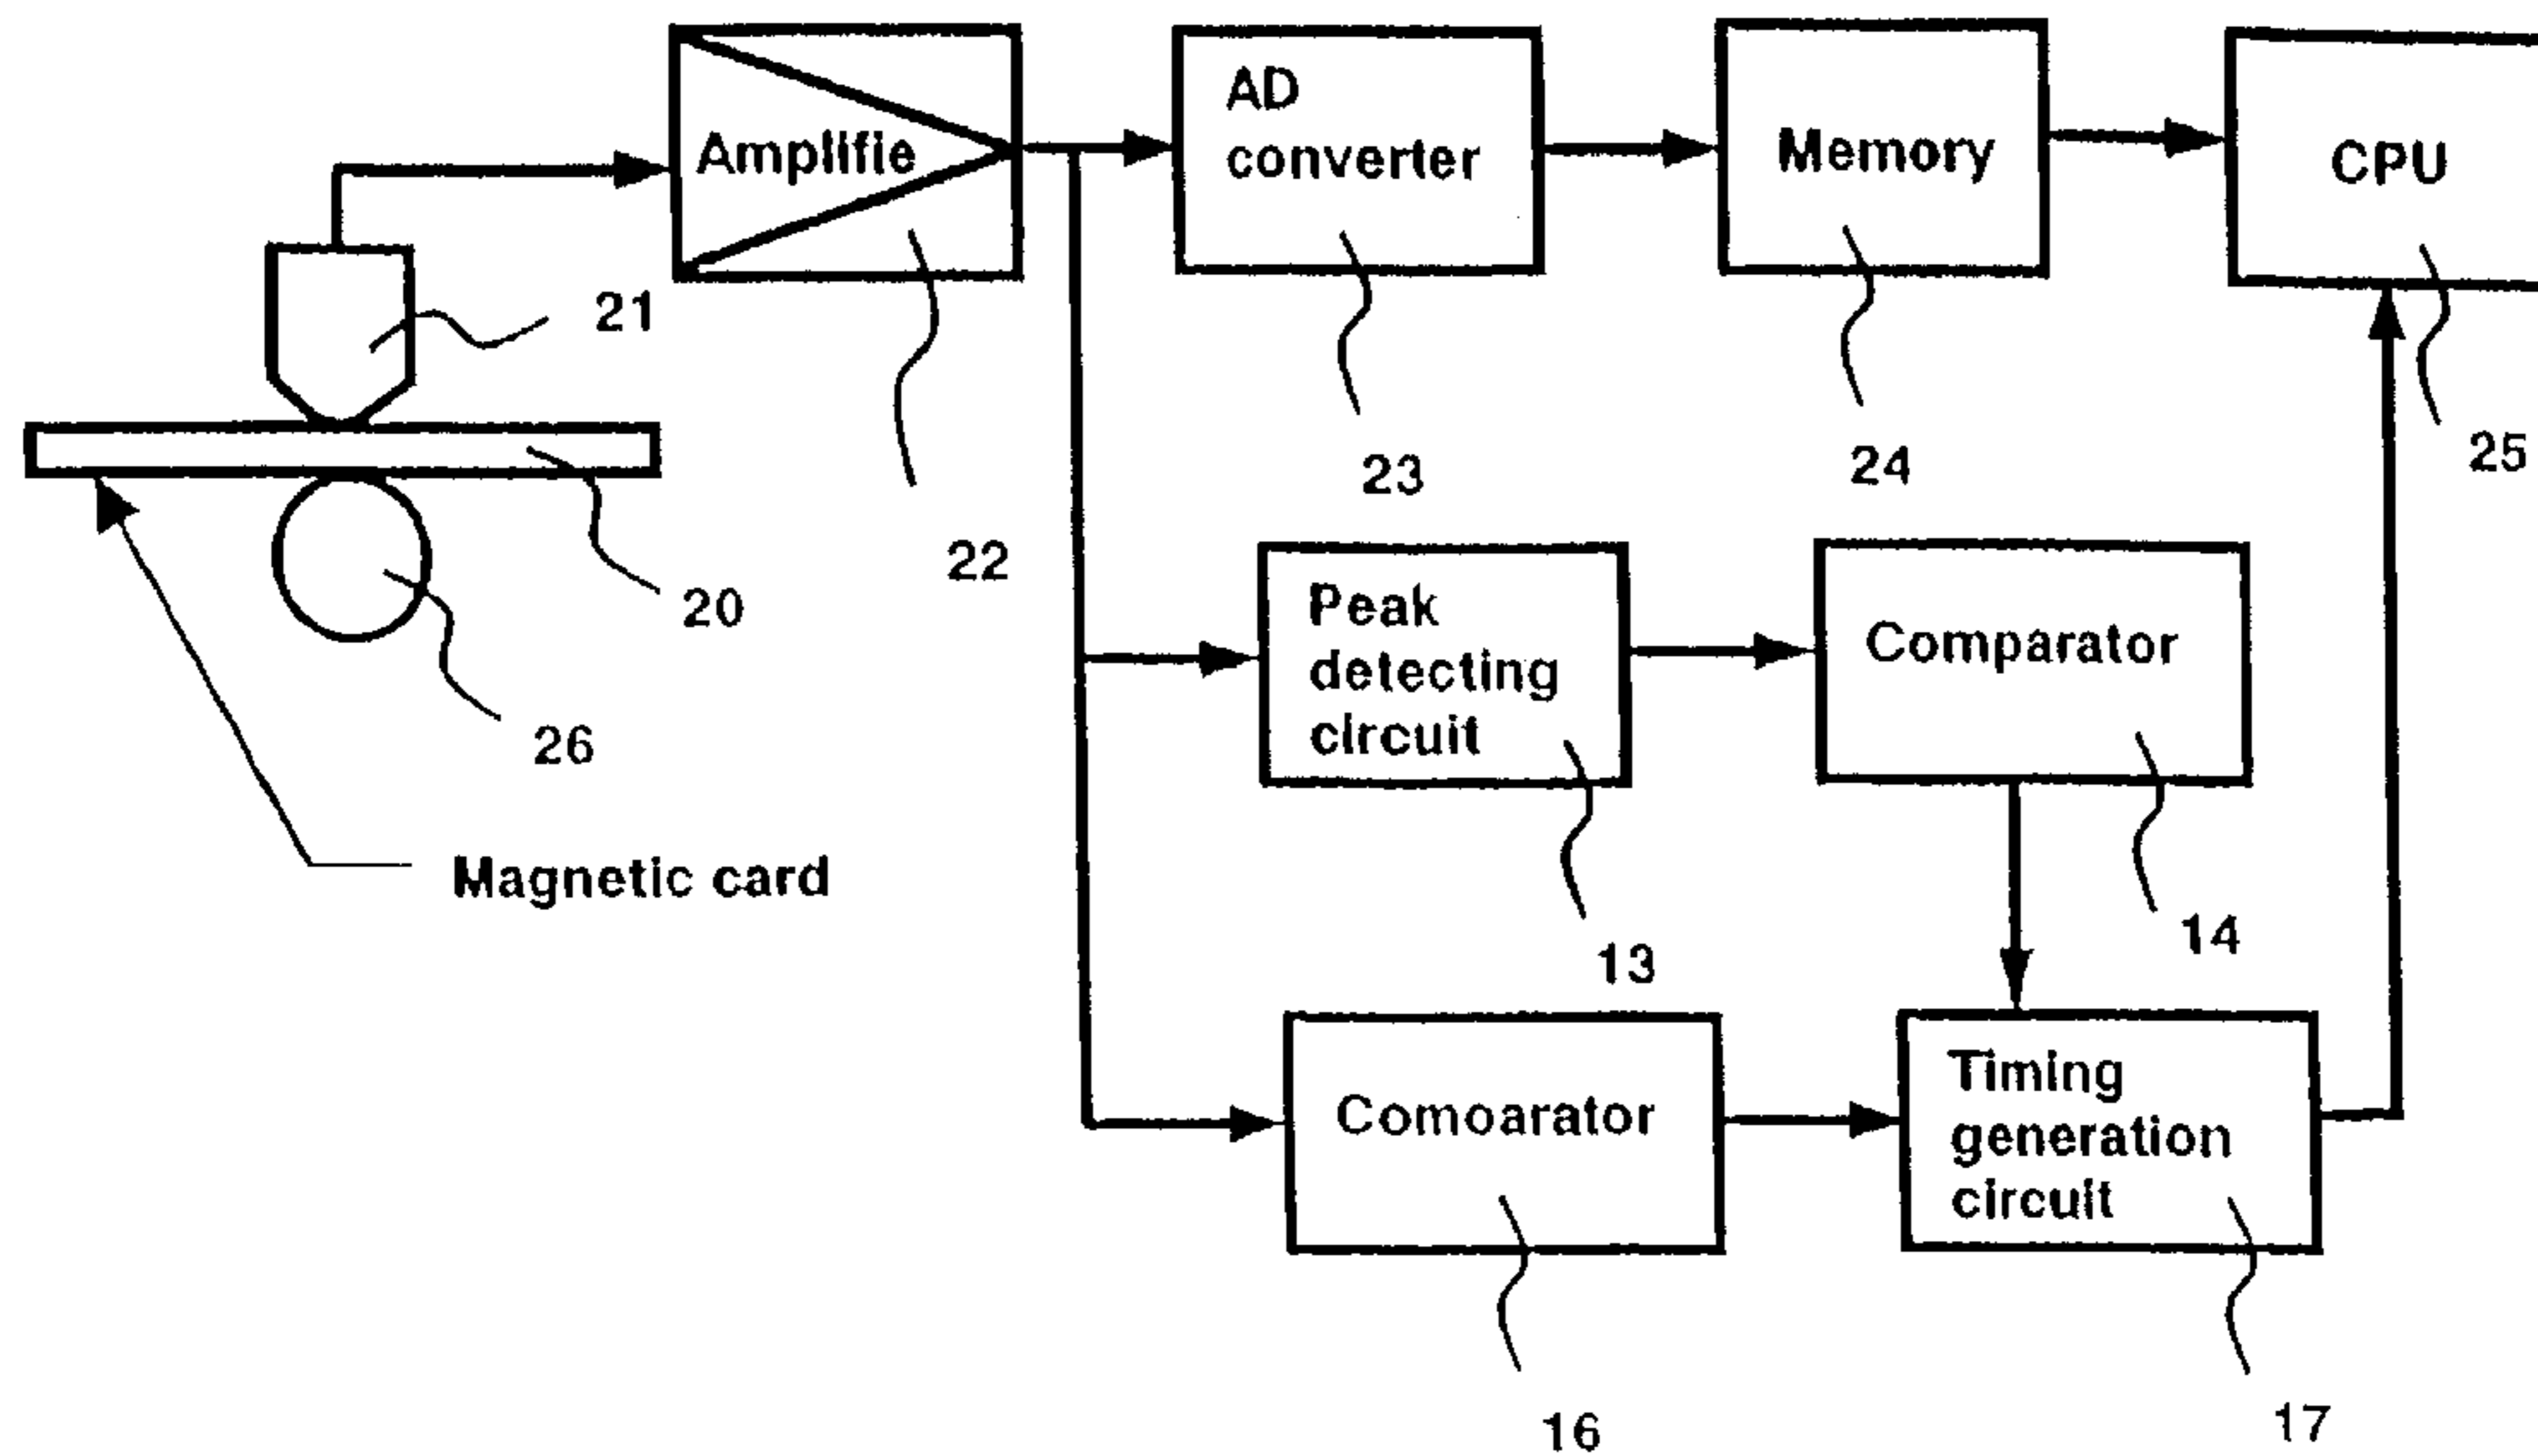 Amplifie
AD
converter
Memory
CPU
21
20
26
22
23
24
25
Magnetic card
Peak
detecting
circuit
Comparator
13
14
Comoarator
Timing
generation
circuit
16
17